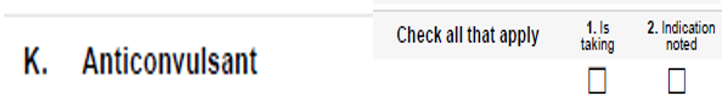 Check all that apply
1. Is taking
2. Indication noted
K. Anticonvulsant